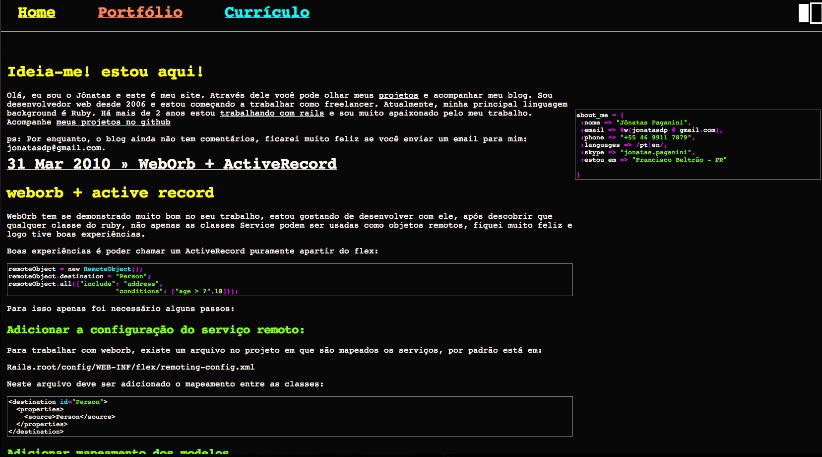 Home Portfólio Currículo
Ideia-me! estou aqui!
Olá, eu sou o Jônatas e este é meu site. Através dele você pode olhar meus projetos e acompanhar meu blog. Sou
desenvolvedor web desde 2006 e estou começando a trabalhar como freelancer. Atualmente, minha principal linguagem
background é Ruby. Há mais de 2 anos estou trabalhando com rails e sou muito apaixonado pelo meu trabalho.
Acompanhe meus projetos no github
ps: Por enquanto, o blog ainda não tem comentários, ficarei muito feliz se você enviar um email para mim:
jonatasdp@gmail.com.
31 Mar 2010 » WebOrb + ActiveRecord
weborb + active record
WebOrb tem se demonstrado muito bom no seu trabalho, estou gostando de desenvolver com ele, após descobrir que
qualquer classe do ruby, não apenas as classes Service podem ser usadas como objetos remotos, fiquei muito feliz e
logo tive boas experiências.
Boas experiências é poder chamar um ActiveRecord puramente apartir do flex:
remoteObject = new RemoteObject();
remoteObject.destination = "Person";
remoteObject.all({"include": "address",
"conditions": ["age > ?",18]});
Para isso apenas foi necessário alguns passos:
Adicionar a configuração do serviço remoto:
Para trabalhar com weborb, existe um arquivo no projeto em que são mapeados os serviços, por padrão está em:
Rails.root/config/WEB-INF/flex/remoting-config.xml
Neste arquivo deve ser adicionado o mapeamento entre as classes:
<destination id="Person">
<properties>
<source>Person</source>
</properties>
</destination>
Adicionar mapeamento dos modelos
about_me = {
:nome => "Jônatas Paganini",
:email => %w{jonatasdp @ gmail.com},
:phone => "+55 46 9911 7879",
:languages => /pt|en/,
:skype => "jonatas.paganini",
:estou_em => "Francisco Beltrão - PR"
}